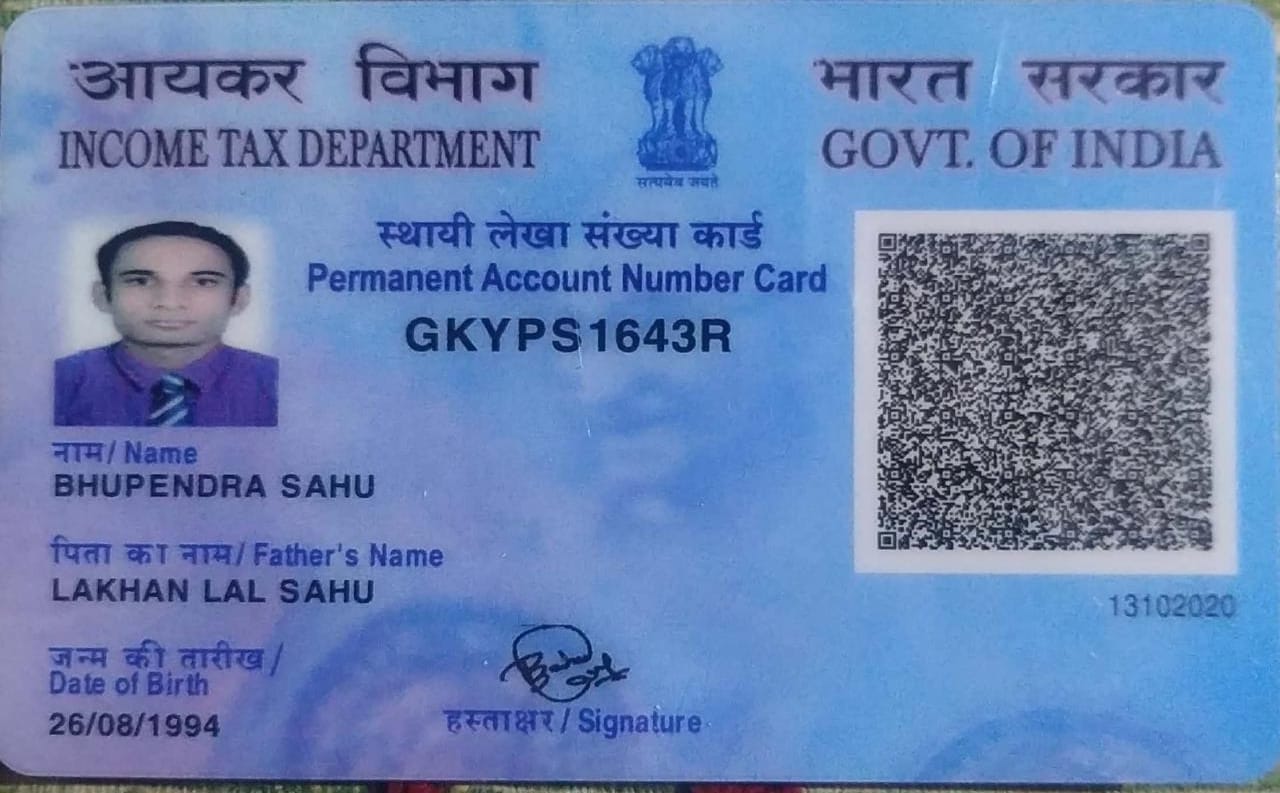 आयकर विभाग
INCOME TAX DEPARTMENT
सत्यमेव जयते
भारत सरकार
GOVT. OF INDIA
स्थायी लेखा संख्या कार्ड
Permanent Account Number Card
GKYPS1643R
नाम / Name
BHUPENDRA SAHU
पिता का नाम / Father's Name
LAKHAN LAL SAHU
13102020
जन्म की तारीख /
Date of Birth
26/08/1994
हस्ताक्षर / Signature